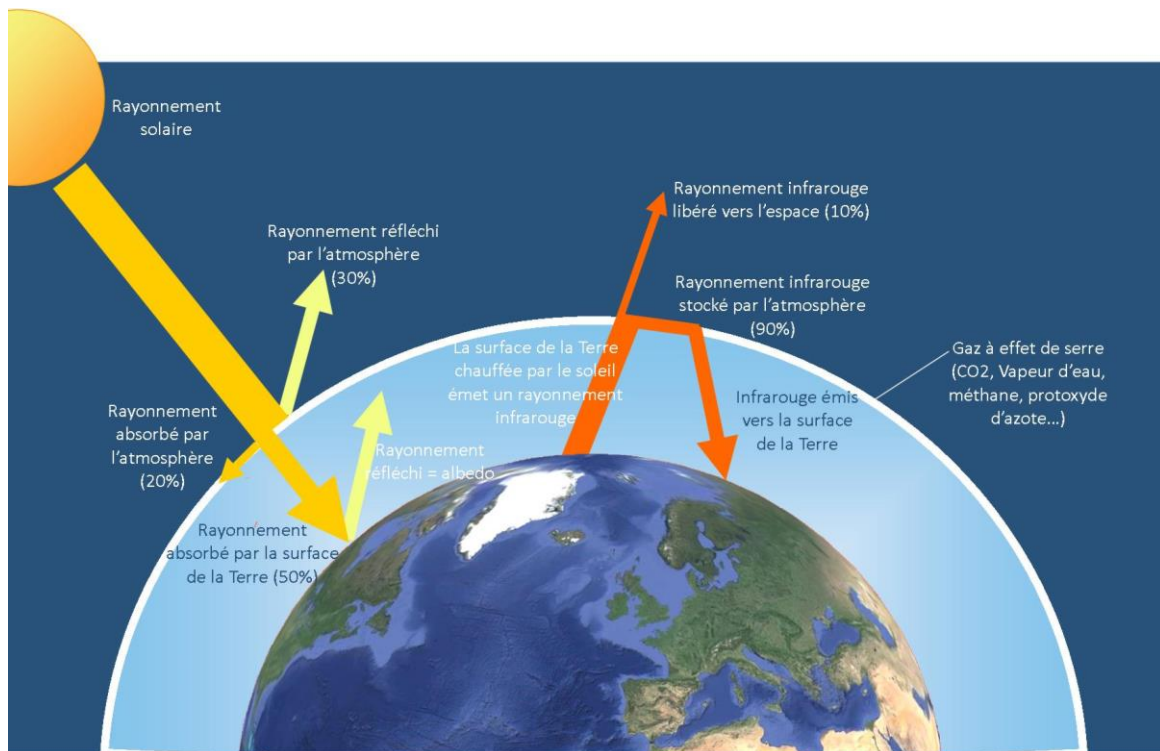 Rayonnement
solaire
Rayonnement réfléchi
par l'atmosphère
(30%)
Rayonnement infrarouge
libéré vers l'espace (10%)
Rayonnement infrarouge
stocké par l'atmosphère
(90%)
Gaz à effet de serre
(CO2, Vapeur d'eau,
méthane, protoxyde
d'azote...)
La surface de la Terre
chauffée par le soleil
émet un rayonnement
infrarouge
Infrarouge émis
vers la surface
de la Terre
Rayonnement
absorbé par
l'atmosphère
(20%)
Rayonnement
réfléchi = albedo
Rayonnement
absorbé par la surface
de la Terre (50%)